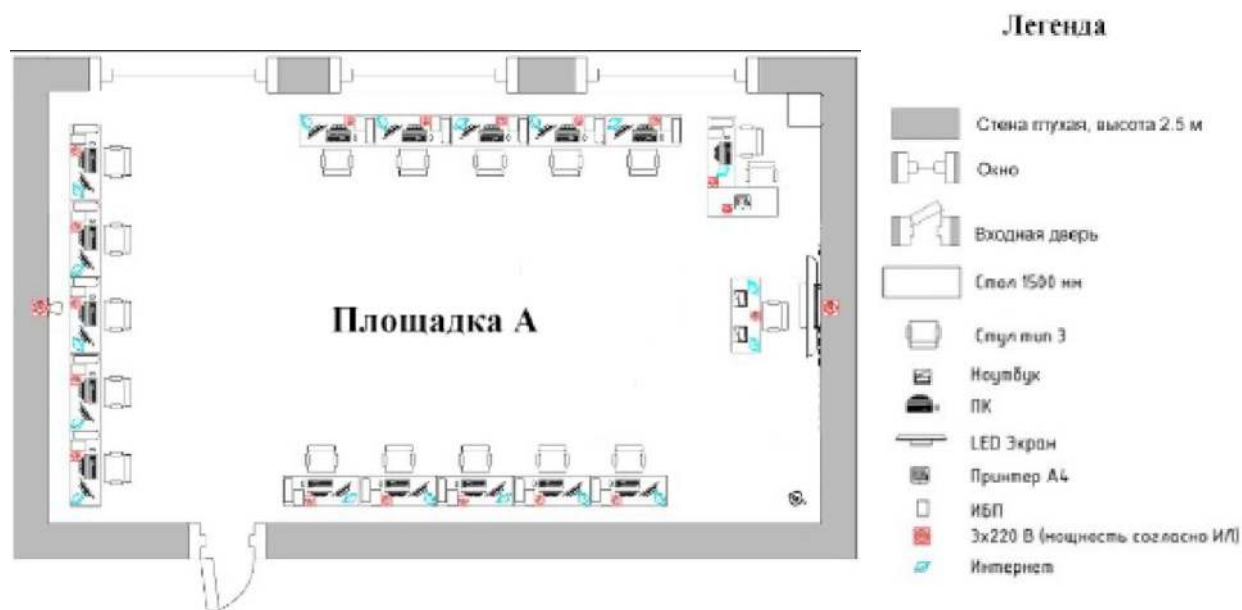 Легенда
Стена глухая, высота 2.5 м
Окно
Входная дверь
Стол 1500 мм
Стул тип 3
Ноутбук
ПК
LED Экран
Принтер А4
ИБП
3х220 В (мощность согласно ИЛ)
Интернет
Площадка А